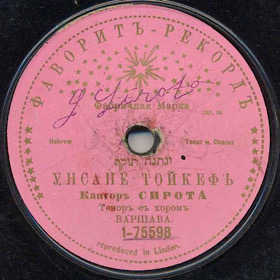 ФАВОРИТЪ-РЕКОРДЪ
Фабричная Марка
Hebrew
Tenor m. Chorus
ונתנה תוקף
УНСАНЕ ТОЙКЕФЪ
Канторъ СИРОТА
Теноръ съ хоромъ
ВАРШАВА.
1-75598
reproduced in Linden.